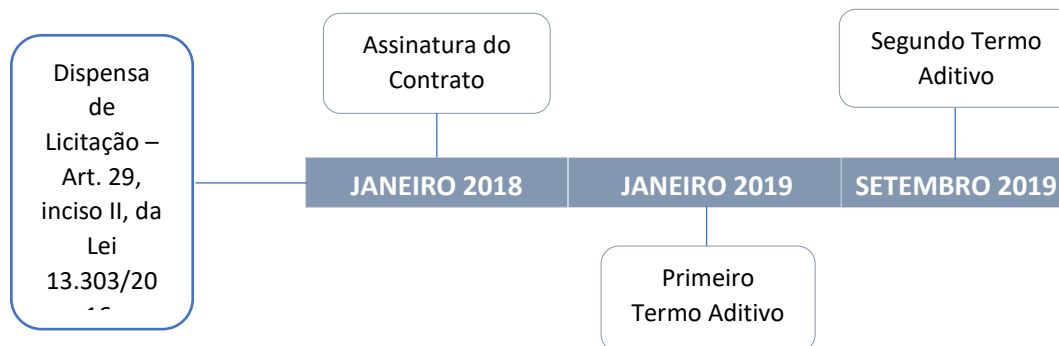 Dispensa
de
Licitação –
Art. 29,
inciso II, da
Lei
13.303/20
Assinatura do
Contrato
Segundo Termo
Aditivo
JANEIRO 2018
JANEIRO 2019
SETEMBRO 2019
Primeiro
Termo Aditivo